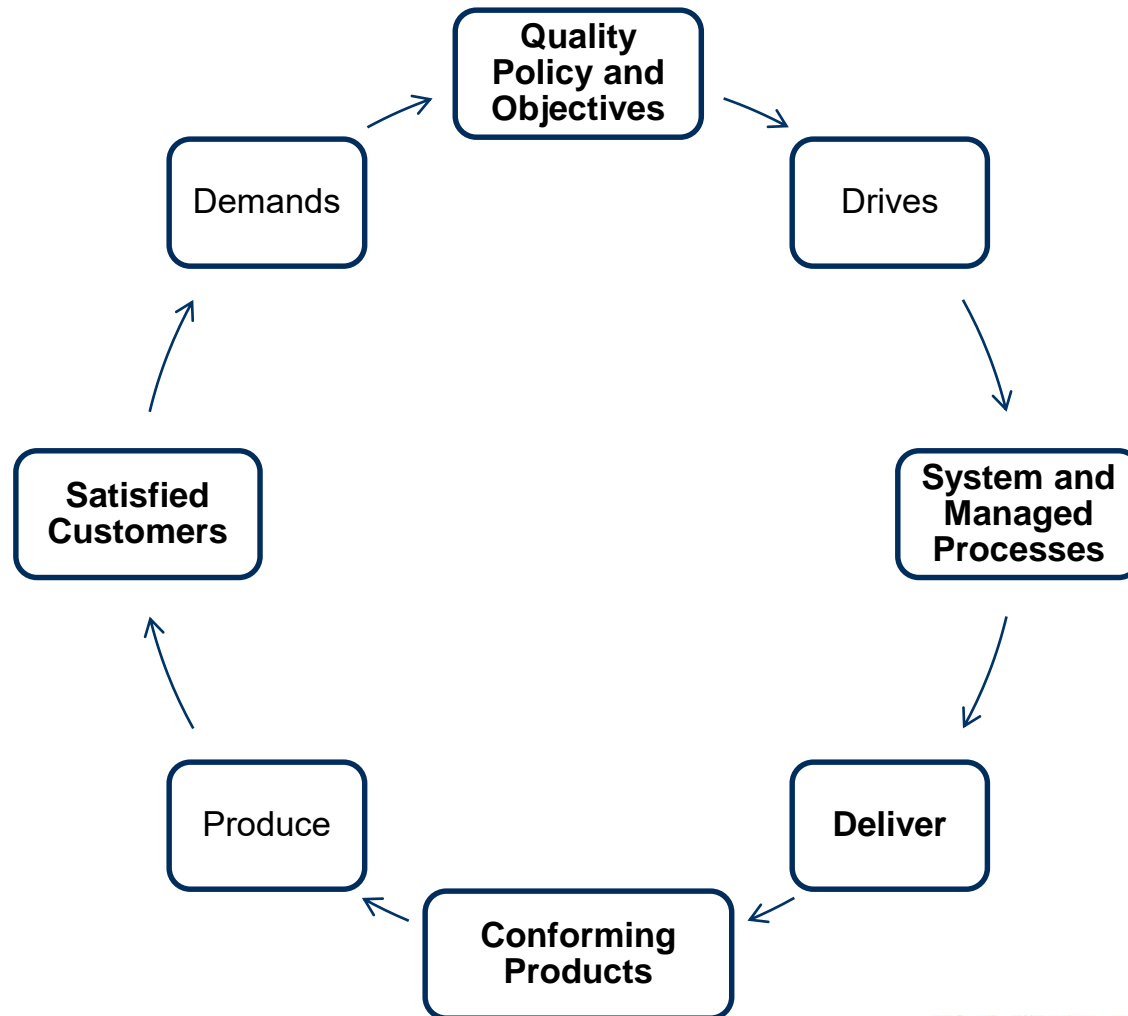 Quality
Policy and
Objectives
Drives
System and
Managed
Processes
Deliver
Conforming
Products
Produce
Satisfied
Customers
Demands